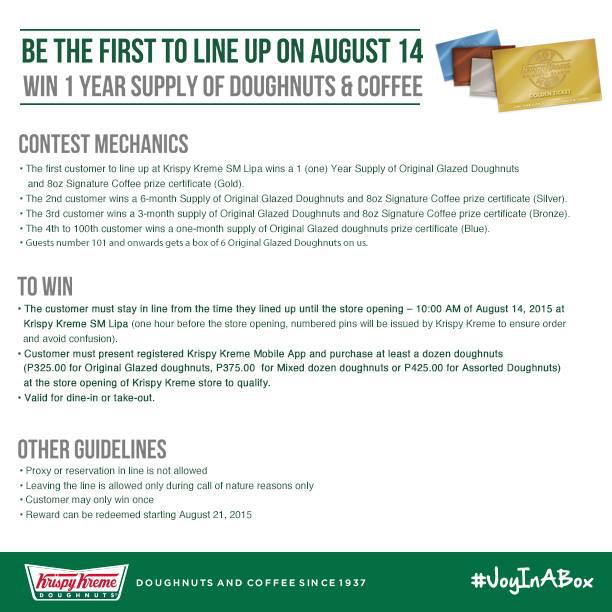 BE THE FIRST TO LINE UP ON AUGUST 14
WIN 1 YEAR SUPPLY OF DOUGHNUTS & COFFEE
GOLDEN TICKET
CONTEST MECHANICS
• The first customer to line up at Krispy Kreme SM Lipa wins a 1 (one) Year Supply of Original Glazed Doughnuts
and 8oz Signature Coffee prize certificate (Gold).
• The 2nd customer wins a 6-month Supply of Original Glazed Doughnuts and 8oz Signature Coffee prize certificate (Silver).
• The 3rd customer wins a 3-month supply of Original Glazed Doughnuts and 8oz Signature Coffee prize certificate (Bronze).
• The 4th to 100th customer wins a one-month supply of Original Glazed doughnuts prize certificate (Blue).
• Guests number 101 and onwards gets a box of 6 Original Glazed Doughnuts on us.
TO WIN
• The customer must stay in line from the time they lined up until the store opening – 10:00 AM of August 14, 2015 at
Krispy Kreme SM Lipa (one hour before the store opening, numbered pins will be issued by Krispy Kreme to ensure order
and avoid confusion).
• Customer must present registered Krispy Kreme Mobile App and purchase at least a dozen doughnuts
(P325.00 for Original Glazed doughnuts, P375.00 for Mixed dozen doughnuts or P425.00 for Assorted Doughnuts)
at the store opening of Krispy Kreme store to qualify.
• Valid for dine-in or take-out.
OTHER GUIDELINES
• Proxy or reservation in line is not allowed
• Leaving the line is allowed only during call of nature reasons only
• Customer may only win once
• Reward can be redeemed starting August 21, 2015
Krispy Kreme
DOUGHNUTS
DOUGHNUTS AND COFFEE SINCE 1937
#JoyInABox